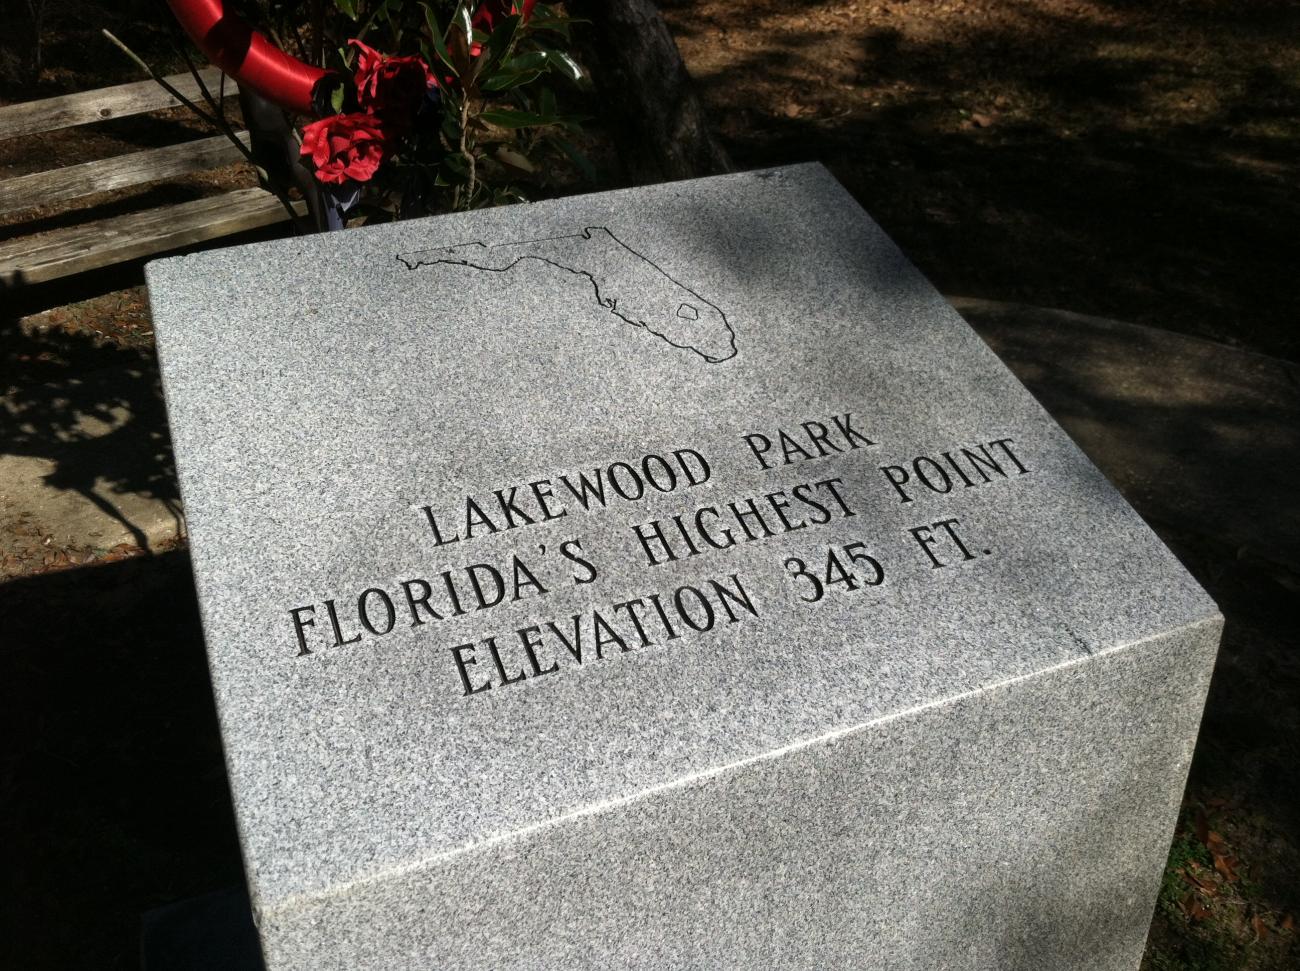 LAKEWOOD PARK
FLORIDA'S HIGHEST POINT
ELEVATION 345 FT.